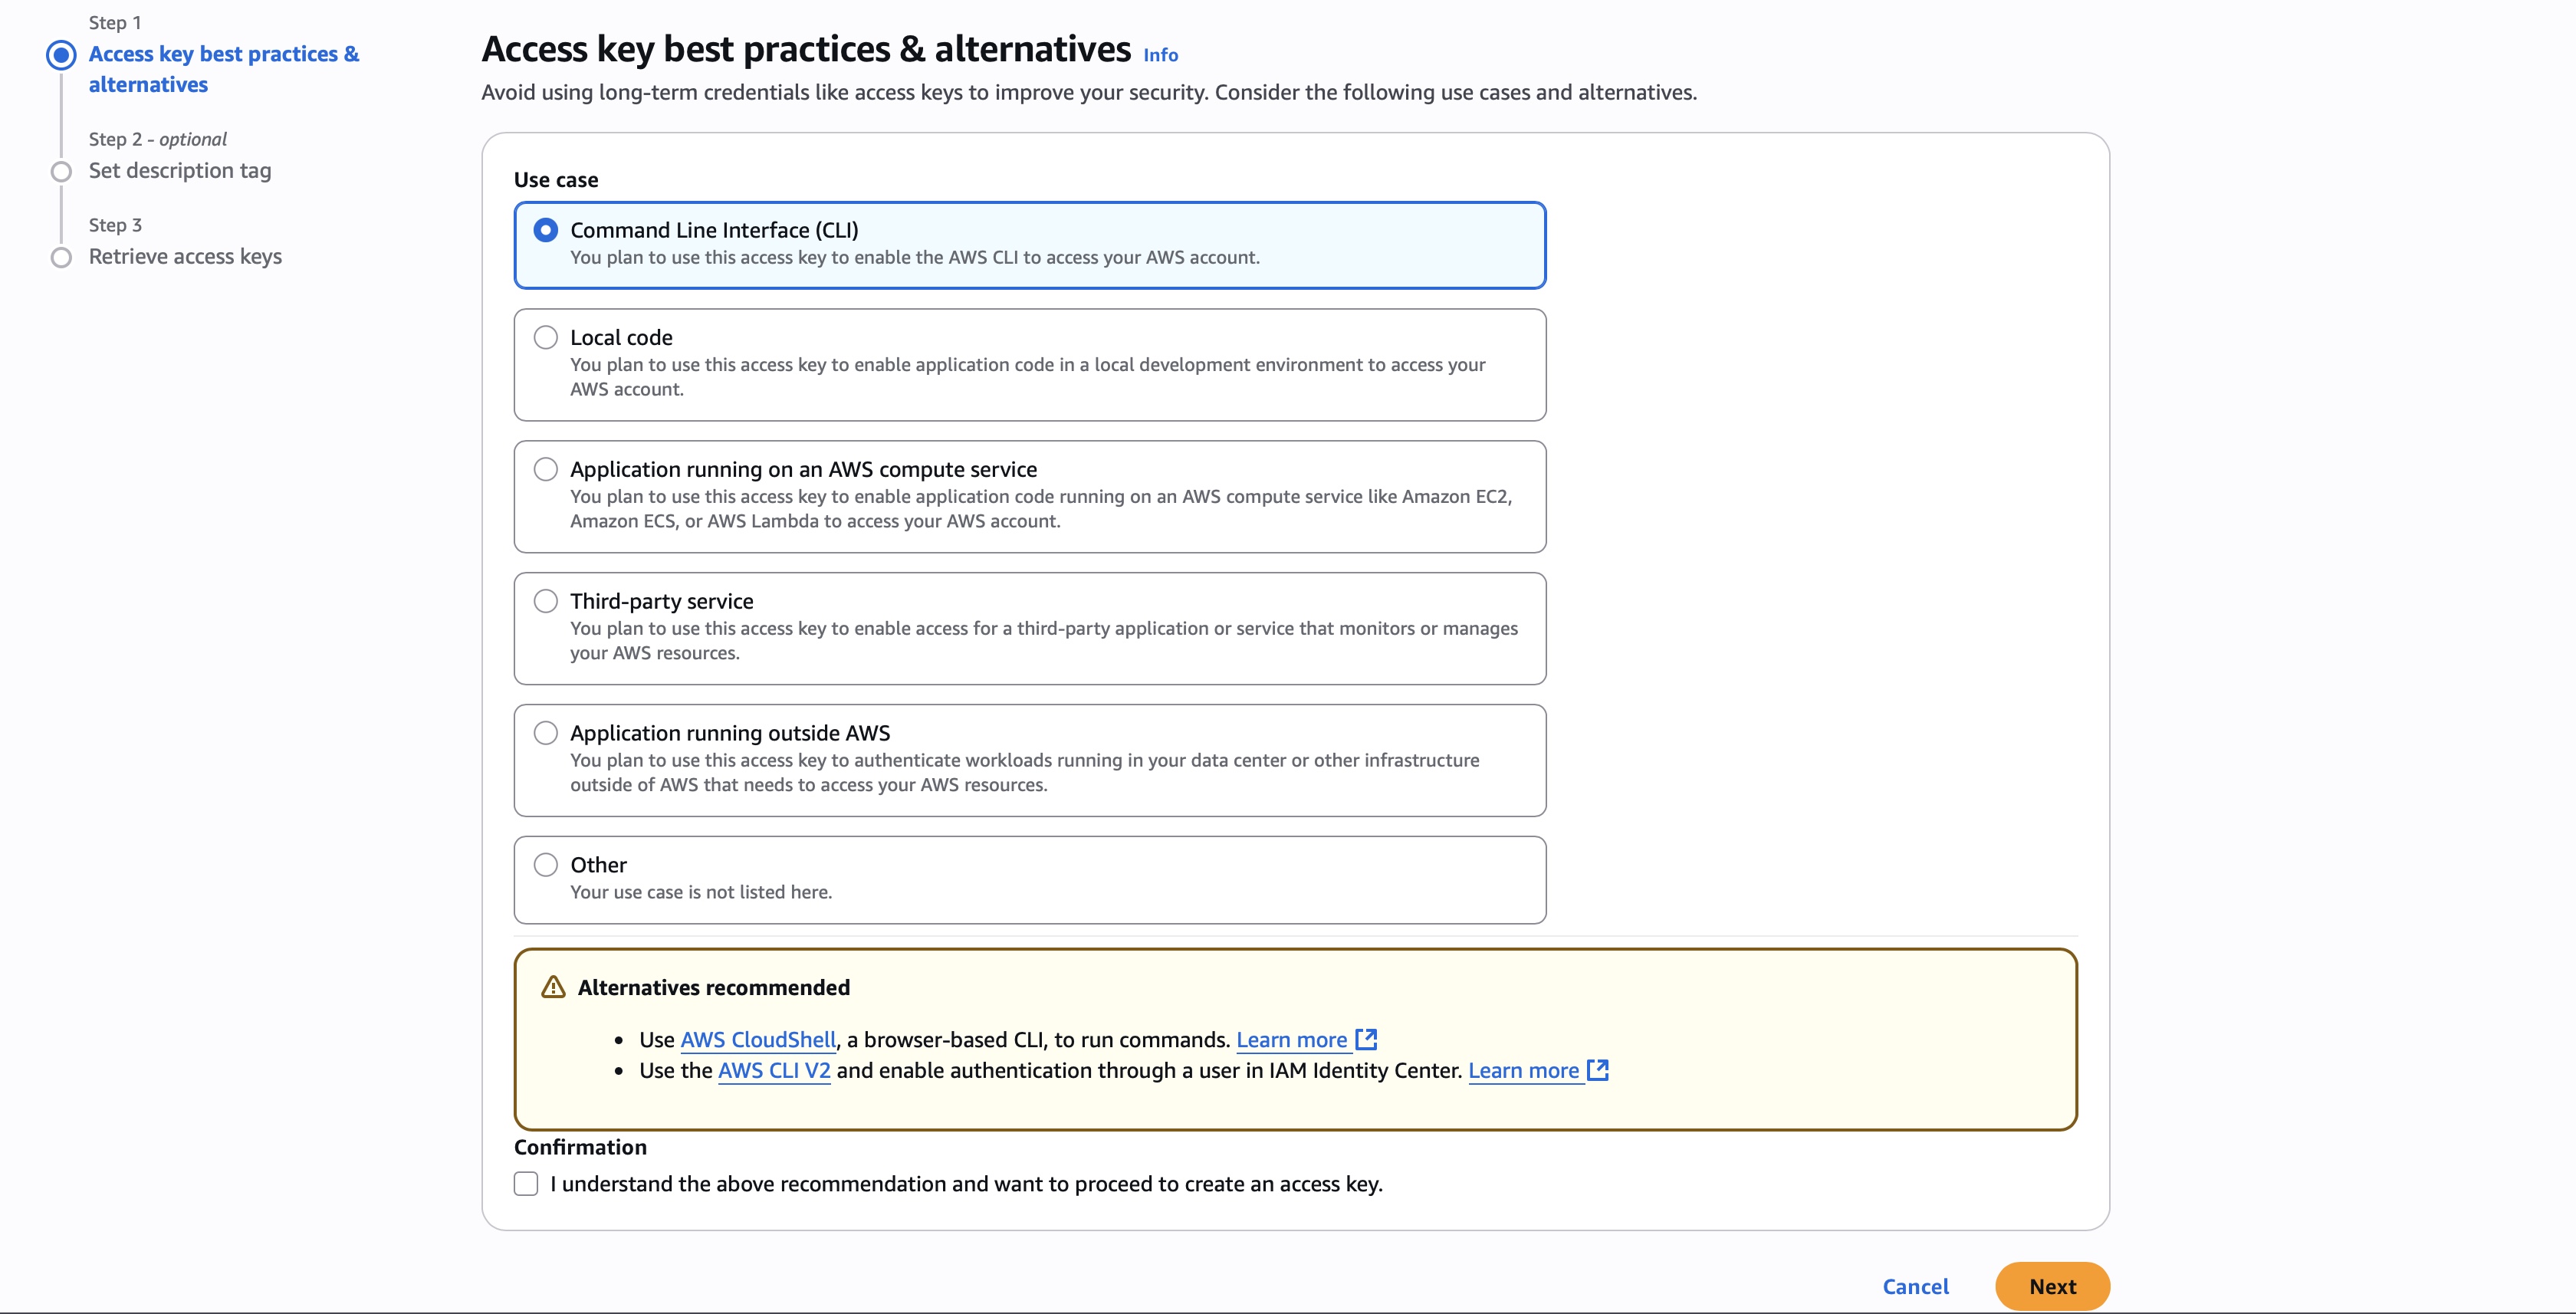 Step 1
Access key best practices &
alternatives
Step 2 - optional
Set description tag
Step 3
Retrieve access keys
Access key best practices & alternatives Info
Avoid using long-term credentials like access keys to improve your security. Consider the following use cases and alternatives.
Use case
Command Line Interface (CLI)
You plan to use this access key to enable the AWS CLI to access your AWS account.
Local code
You plan to use this access key to enable application code in a local development environment to access your
AWS account.
Application running on an AWS compute service
You plan to use this access key to enable application code running on an AWS compute service like Amazon EC2,
Amazon ECS, or AWS Lambda to access your AWS account.
Third-party service
You plan to use this access key to enable access for a third-party application or service that monitors or manages
your AWS resources.
Application running outside AWS
You plan to use this access key to authenticate workloads running in your data center or other infrastructure
outside of AWS that needs to access your AWS resources.
Other
Your use case is not listed here.
Alternatives recommended
• Use AWS CloudShell, a browser-based CLI, to run commands. Learn more
• Use the AWS CLI V2 and enable authentication through a user in IAM Identity Center. Learn more
Confirmation
I understand the above recommendation and want to proceed to create an access key.
Cancel Next